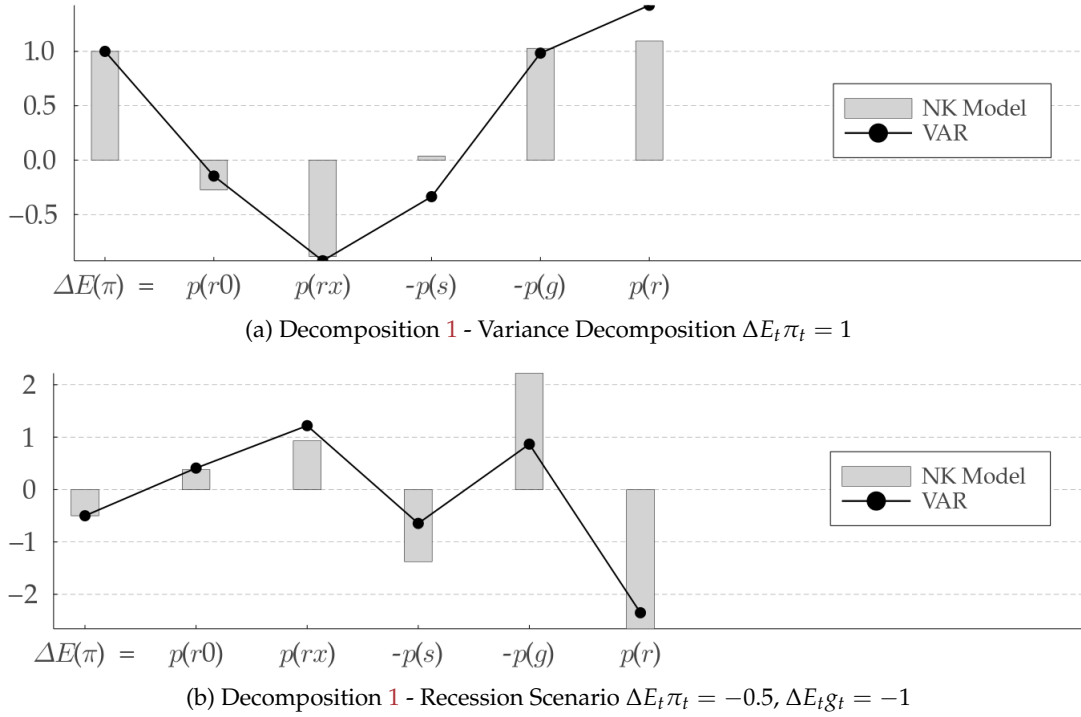 1.0
0.5
0.0
−0.5
NK Model
VAR
ΔE(π) = p(r0) p(rx) -p(s) -p(g) p(r)
(a) Decomposition 1 - Variance Decomposition ΔE_tπ_t = 1
2
1
0
−1
−2
NK Model
VAR
ΔE(π) = p(r0) p(rx) -p(s) -p(g) p(r)
(b) Decomposition 1 - Recession Scenario ΔE_tπ_t = −0.5, ΔE_tg_t = −1